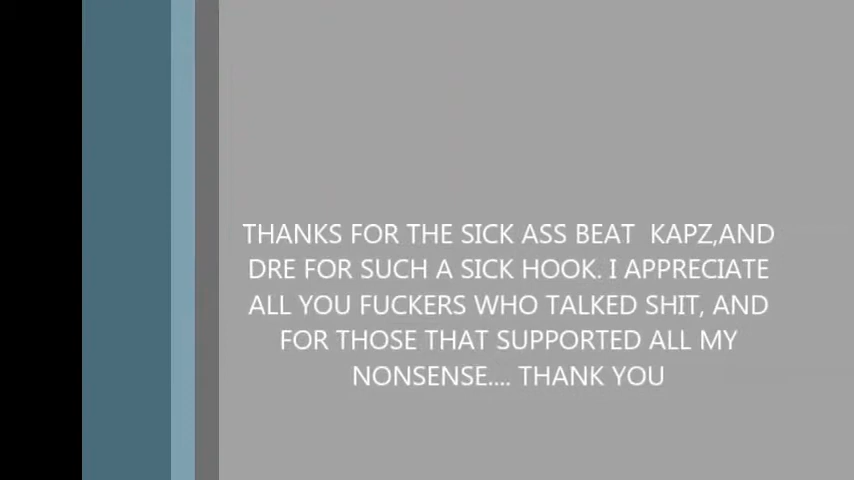 THANKS FOR THE SICK ASS BEAT  KAPZ,AND
DRE FOR SUCH A SICK HOOK. I APPRECIATE
ALL YOU FUCKERS WHO TALKED SHIT, AND
FOR THOSE THAT SUPPORTED ALL MY
NONSENSE.... THANK YOU